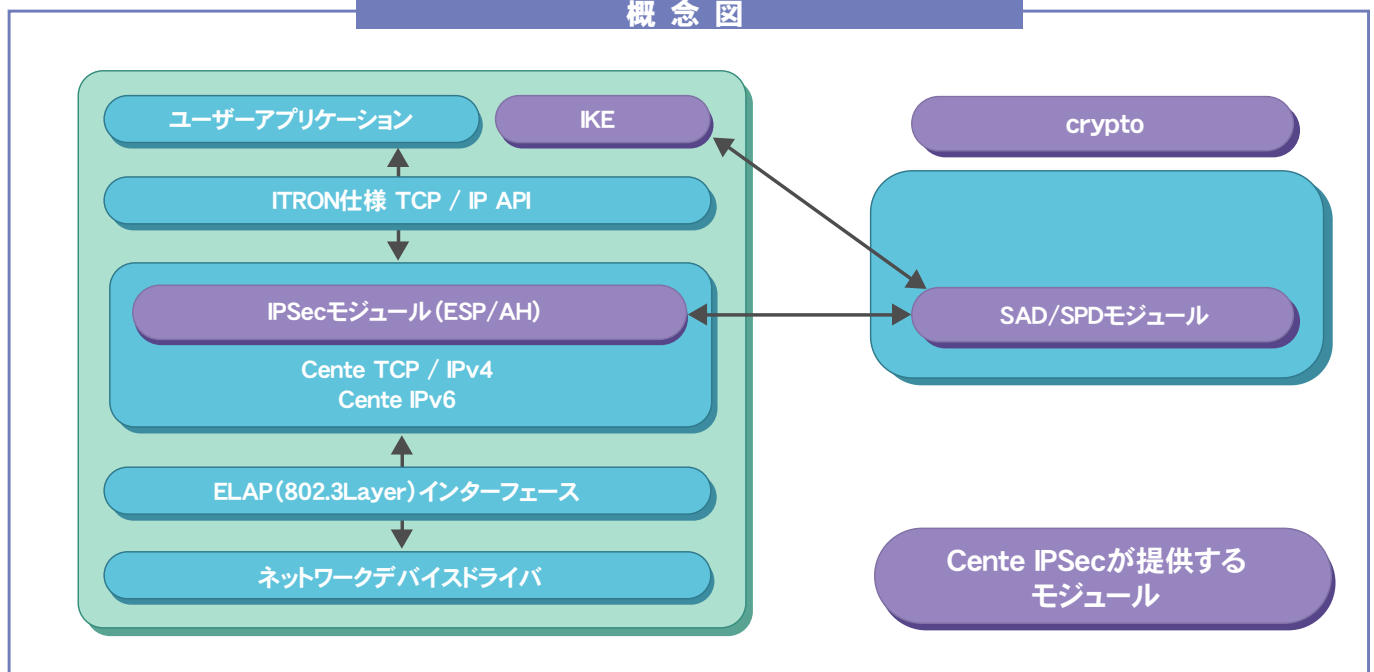 概念図
ユーザーアプリケーション
IKE
crypto
ITRON仕様 TCP / IP API
IPSecモジュール(ESP/AH)
SAD/SPDモジュール
Cente TCP / IPv4
Cente IPv6
ELAP(802.3Layer)インターフェース
ネットワークデバイスドライバ
Cente IPSecが提供する
モジュール